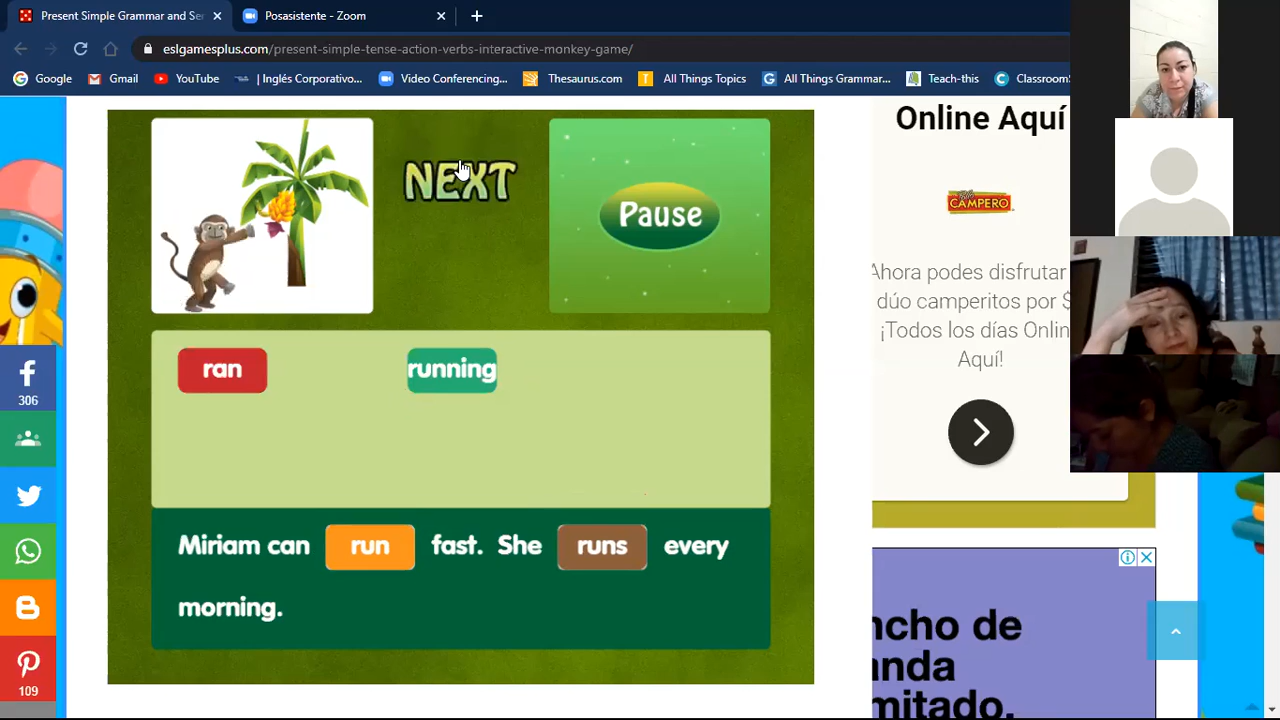 Present Simple Grammar and Sen
Posasistente - Zoom
eslgamesplus.com/present-simple-tense-action-verbs-interactive-monkey-game/
Google
Gmail
YouTube
| Inglés Corporativo...
Video Conferencing...
Thesaurus.com
All Things Topics
All Things Grammar...
Teach-this
ClassroomS
NEXT
Pause
ran
running
Miriam can run fast. She runs every
morning.
306
109
Online Aquí
CAMPERO
Ahora podes disfrutar
dúo camperitos por $
¡Todos los días Onlin
Aquí!
ncho de
anda
mitado.